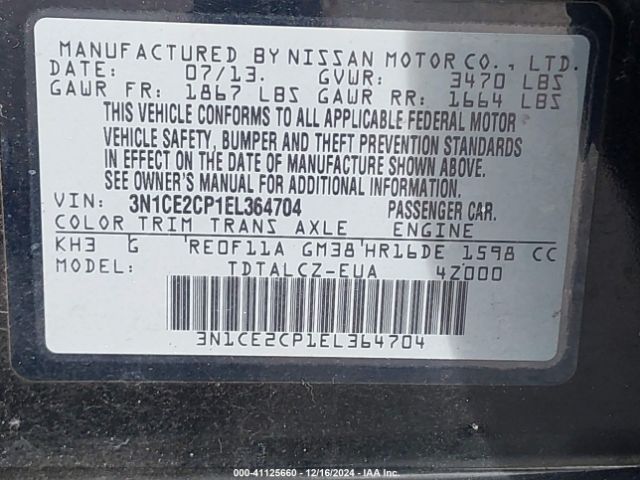 MANUFACTURED BY NISSAN MOTOR CO., LTD.
DATE: 07/13. GVWR: 3470 LBS
GAWR FR: 1867 LBS GAWR RR: 1664 LBS
THIS VEHICLE CONFORMS TO ALL APPLICABLE FEDERAL MOTOR
VEHICLE SAFETY, BUMPER AND THEFT PREVENTION STANDARDS
IN EFFECT ON THE DATE OF MANUFACTURE SHOWN ABOVE.
SEE OWNER'S MANUAL FOR ADDITIONAL INFORMATION.
VIN: 3N1CE2CP1EL364704 PASSENGER CAR.
COLOR TRIM TRANS AXLE ENGINE
KH3 G RE0F11A GM38 HR16DE 1598 CC
MODEL: TDTALCZ-EUA 4Z000
3N1CE2CP1EL364704
000-41125660 - 12/16/2024 - IAA Inc.